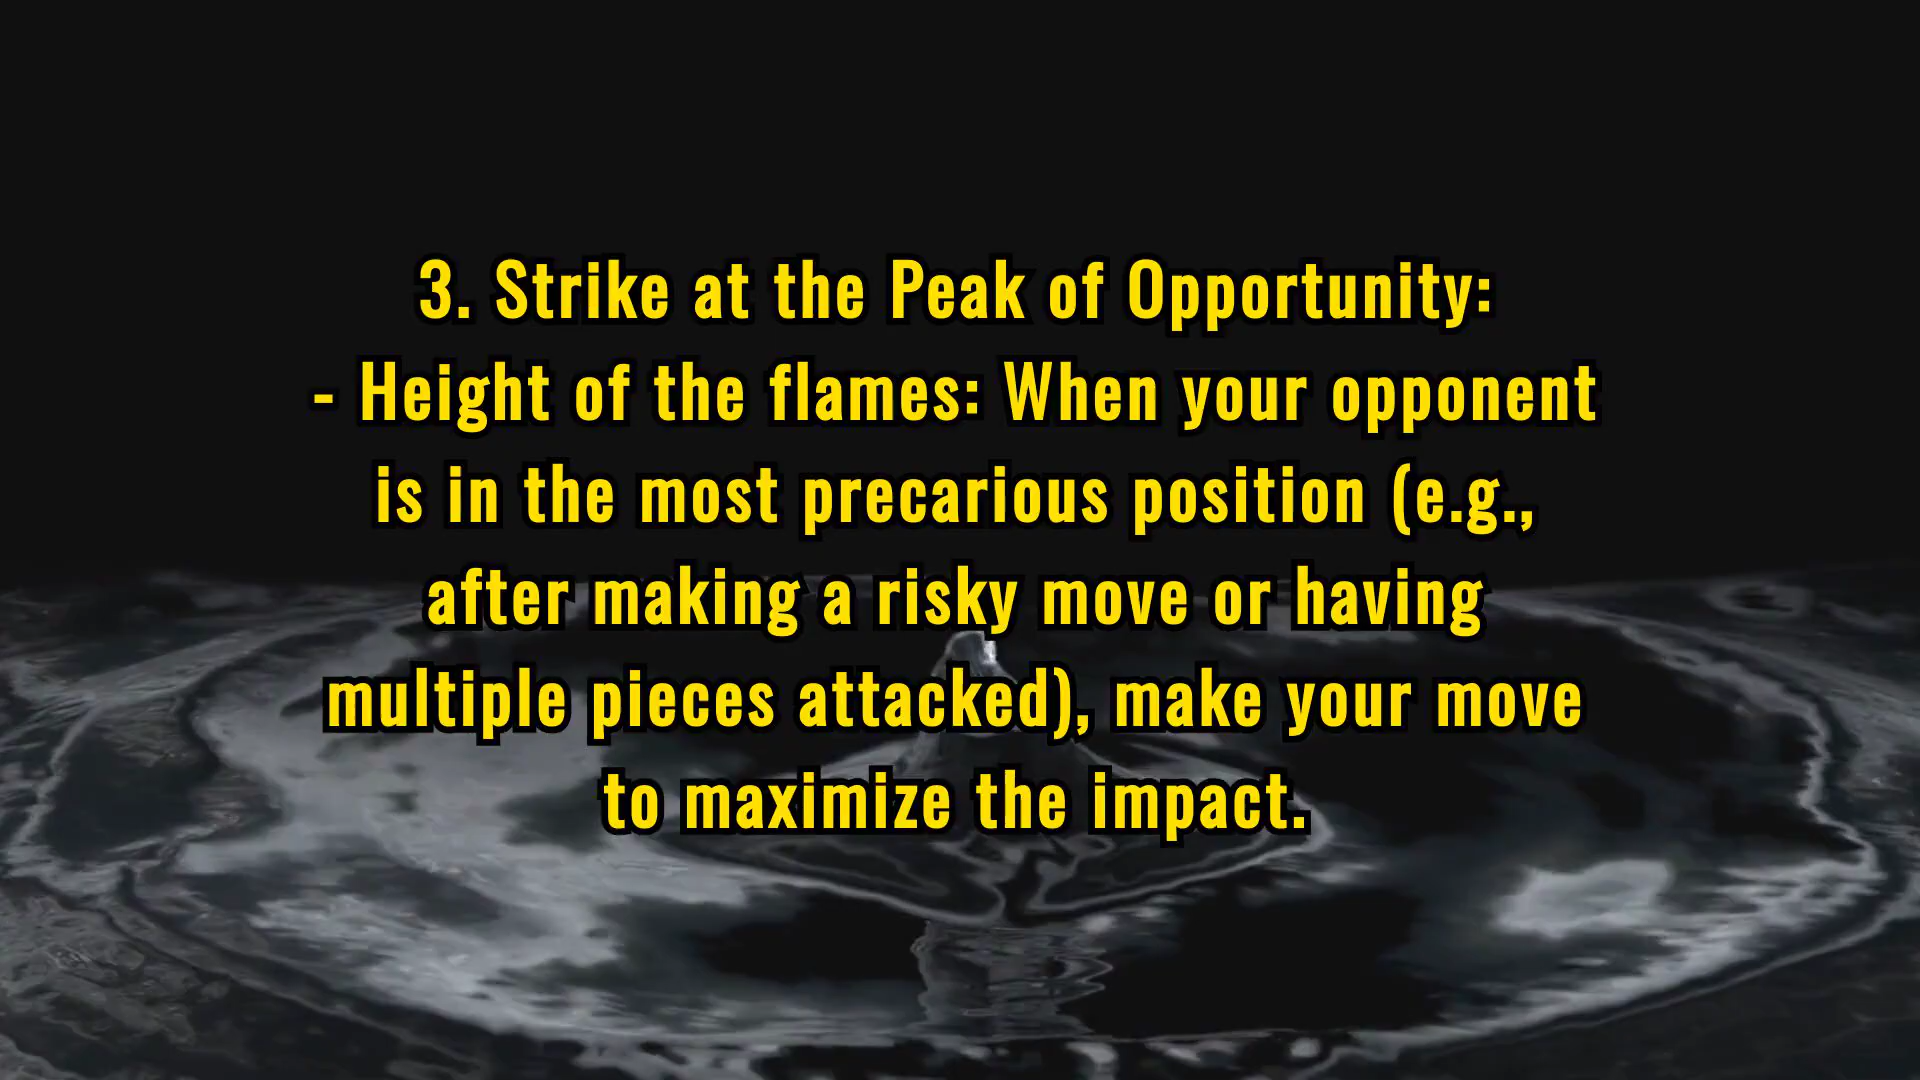 3. Strike at the Peak of Opportunity:
- Height of the flames: When your opponent
is in the most precarious position (e.g.,
after making a risky move or having
multiple pieces attacked), make your move
to maximize the impact.